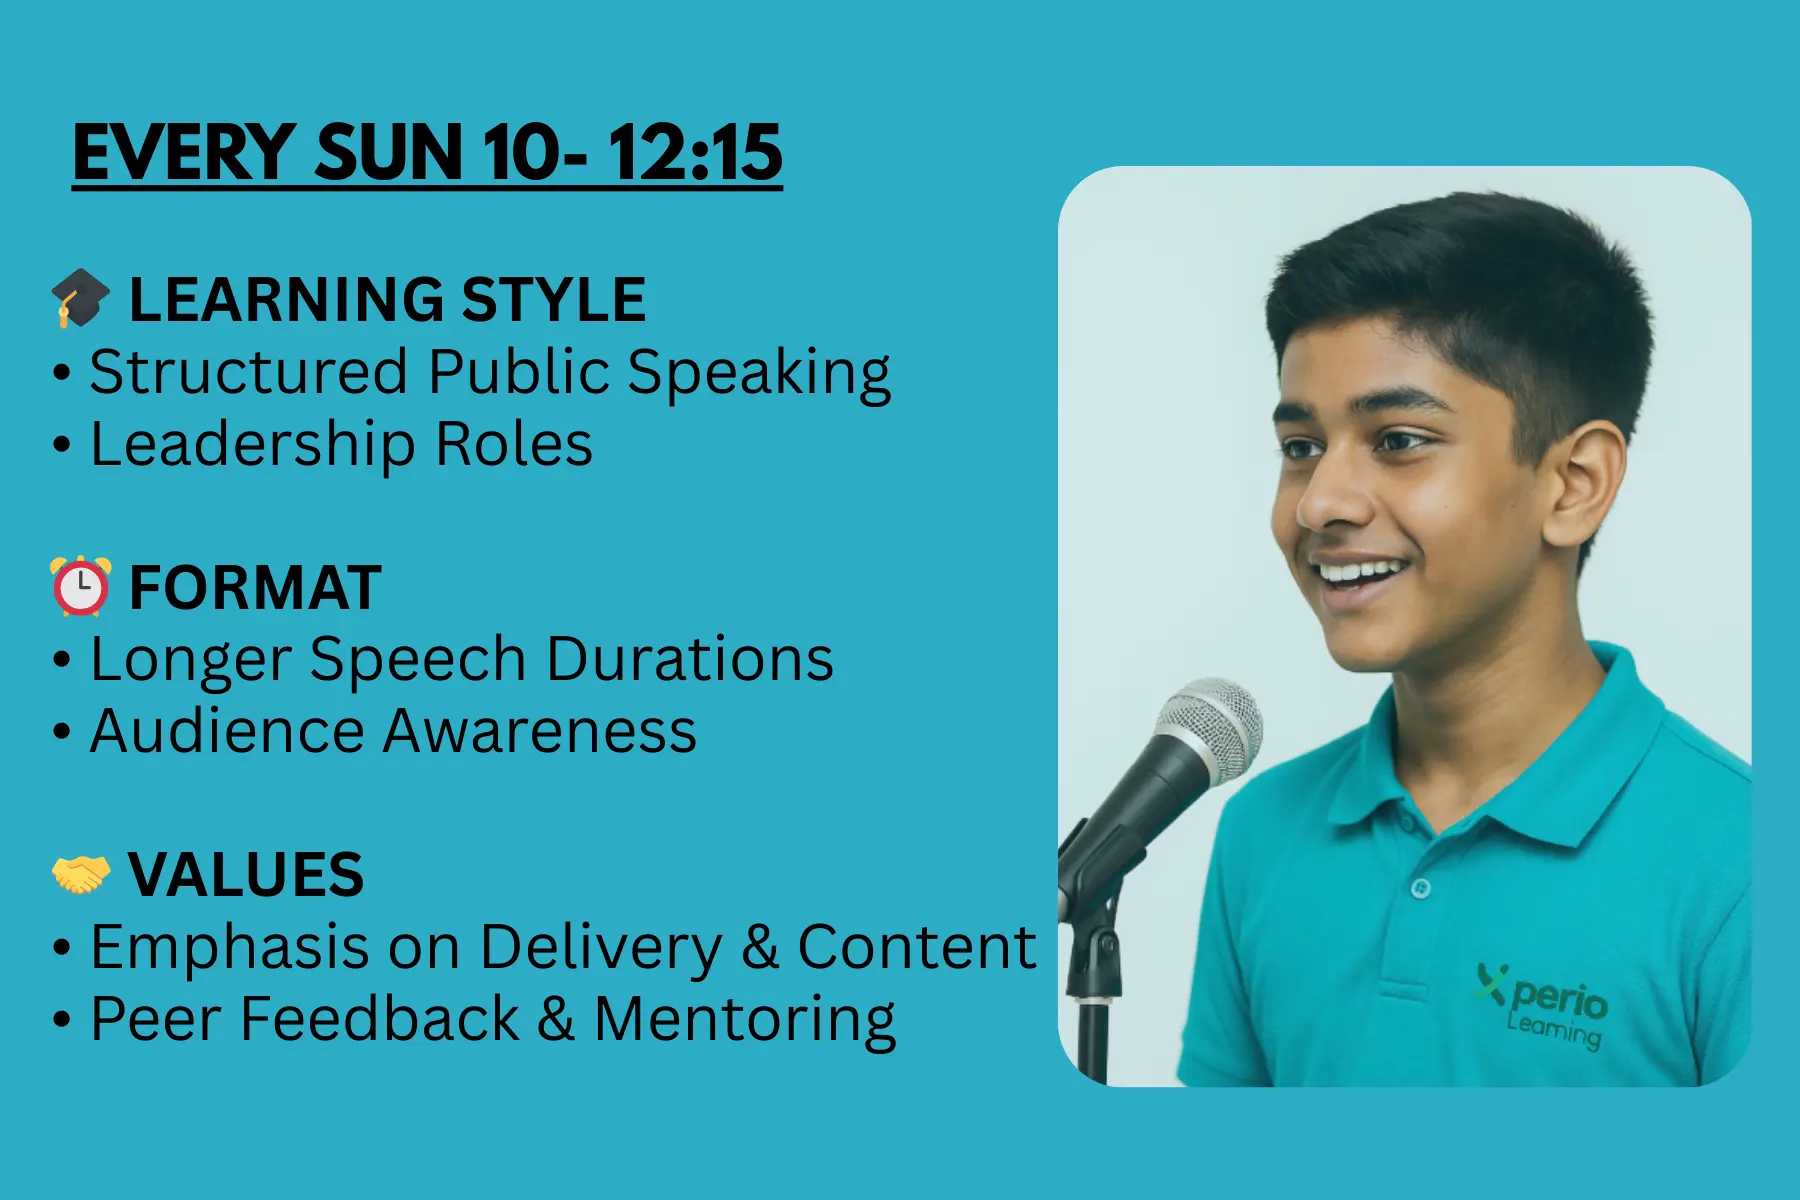 EVERY SUN 10- 12:15
🎓 LEARNING STYLE
• Structured Public Speaking
• Leadership Roles
⏰ FORMAT
• Longer Speech Durations
• Audience Awareness
🤝 VALUES
• Emphasis on Delivery & Content
• Peer Feedback & Mentoring
Xperio
Learning